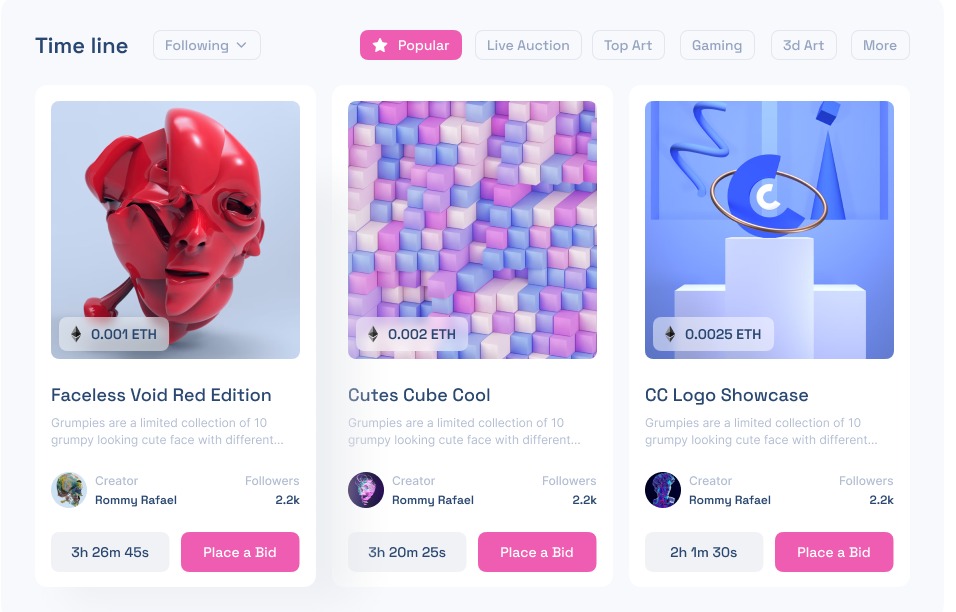 Time line
Following
Popular
Live Auction
Top Art
Gaming
3d Art
More
0.001 ETH
Faceless Void Red Edition
Grumpies are a limited collection of 10
grumpy looking cute face with different...
Creator
Followers
Rommy Rafael
2.2k
3h 26m 45s
Place a Bid
0.002 ETH
Cutes Cube Cool
Grumpies are a limited collection of 10
grumpy looking cute face with different...
Creator
Followers
Rommy Rafael
2.2k
3h 20m 25s
Place a Bid
0.0025 ETH
CC Logo Showcase
Grumpies are a limited collection of 10
grumpy looking cute face with different...
Creator
Followers
Rommy Rafael
2.2k
2h 1m 30s
Place a Bid